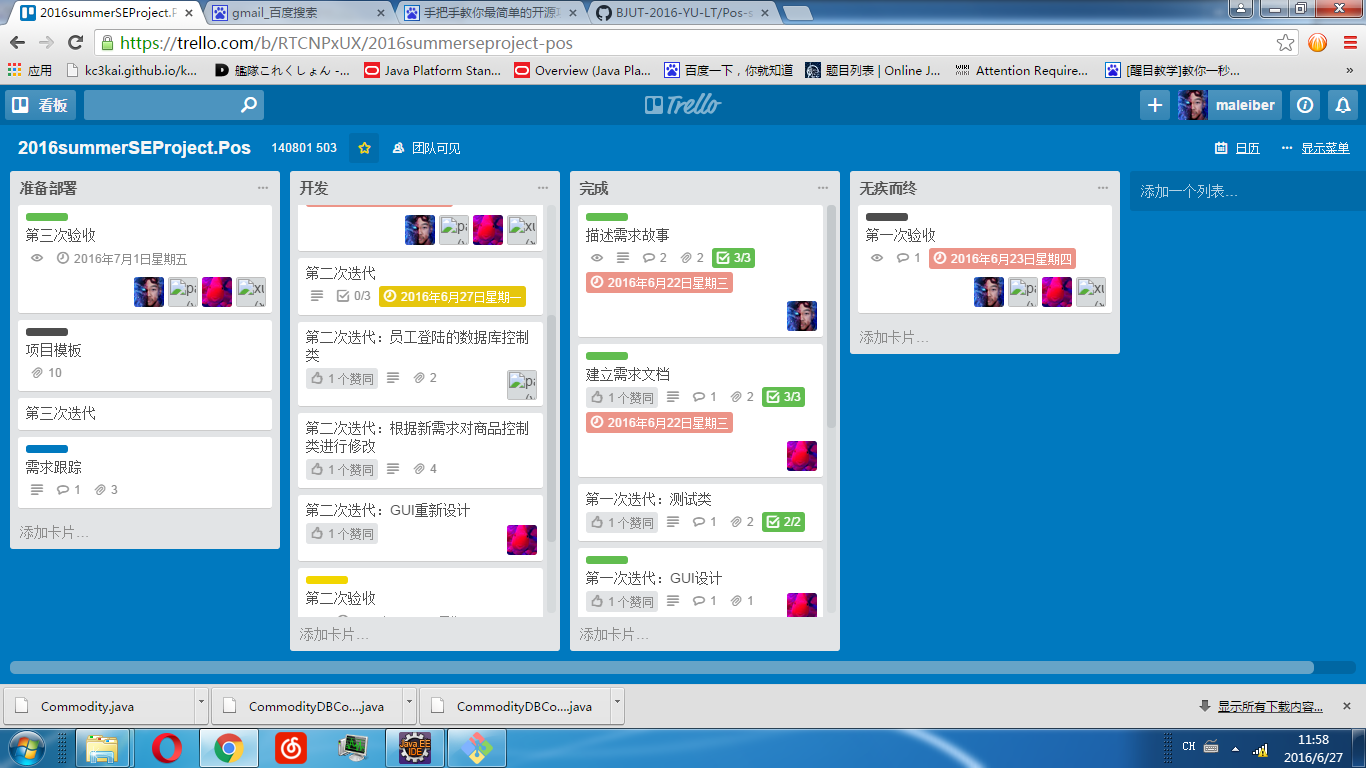 2016summerSEProject.P
gmail_百度搜索
手把手教你最简单的开源项
BJUT-2016-YU-LT/Pos-s
https://trello.com/b/RTCNPxUX/2016summerseproject-pos
应用
kc3kai.github.io/k...
艦隊これくしょん -...
Java Platform Stan...
Overview (Java Pla...
百度一下，你就知道
题目列表 | Online J...
Attention Require...
[醒目教学]教你一秒...
»
看板
Trello
maleiber
2016summerSEProject.Pos
140801 503
团队可见
日历
显示菜单
准备部署
第三次验收
2016年7月1日星期五
项目模板
10
第三次迭代
需求跟踪
1
3
添加卡片...
开发
第二次迭代
0/3
2016年6月27日星期一
第二次迭代：员工登陆的数据库控制
类
1 个赞同
2
第二次迭代：根据新需求对商品控制
类进行修改
1 个赞同
4
第二次迭代：GUI重新设计
1 个赞同
第二次验收
添加卡片...
完成
描述需求故事
2
2
3/3
2016年6月22日星期三
建立需求文档
1 个赞同
1
2
3/3
2016年6月22日星期三
第一次迭代：测试类
1 个赞同
1
2
2/2
第一次迭代：GUI设计
1 个赞同
1
1
添加卡片...
无疾而终
第一次验收
1
2016年6月23日星期四
添加卡片...
添加一个列表...
Commodity.java
CommodityDBCo....java
CommodityDBCo....java
显示所有下载内容...
Java EE
IDE
CH
11:58
2016/6/27